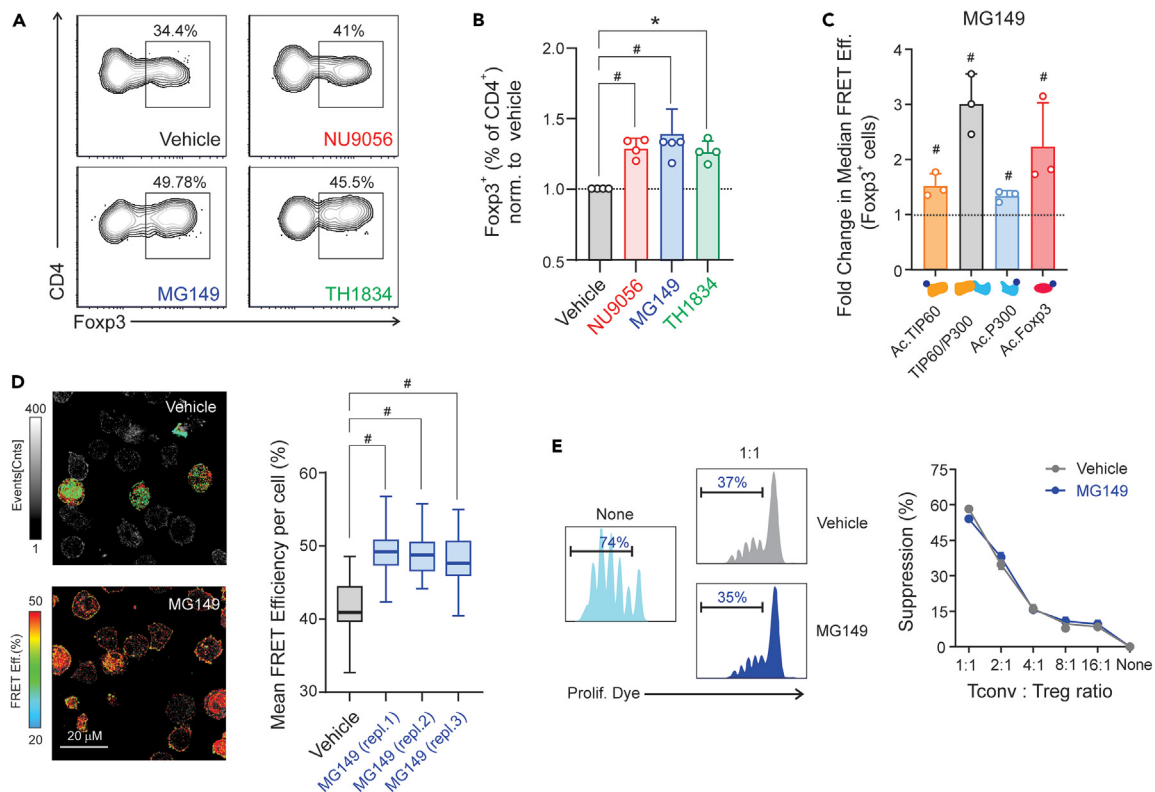 A
34.4%
41%
Vehicle
NU9056
49.78%
45.5%
MG149
TH1834
CD4
Foxp3
B
Foxp3⁺ (% of CD4⁺)
norm. to vehicle
2.0
1.5
1.0
0.5
*
#
#
Vehicle
NU9056
MG149
TH1834
C
MG149
Fold Change in Median FRET Eff.
(Foxp3⁺ cells)
4
3
2
1
0
#
#
#
#
Ac.TIP60
TIP60/P300
Ac.P300
Ac.Foxp3
D
400
Events[Cnts]
1
Vehicle
50
FRET Eff.(%)
20
MG149
20 µM
Mean FRET Efficiency per cell (%)
60
50
40
30
#
#
#
Vehicle
MG149 (repl.1)
MG149 (repl.2)
MG149 (repl.3)
E
None
74%
1:1
37%
Vehicle
35%
MG149
Prolif. Dye
Suppression (%)
75
60
45
30
15
0
Vehicle
MG149
1:1 2:1 4:1 8:1 16:1 None
Tconv : Treg ratio